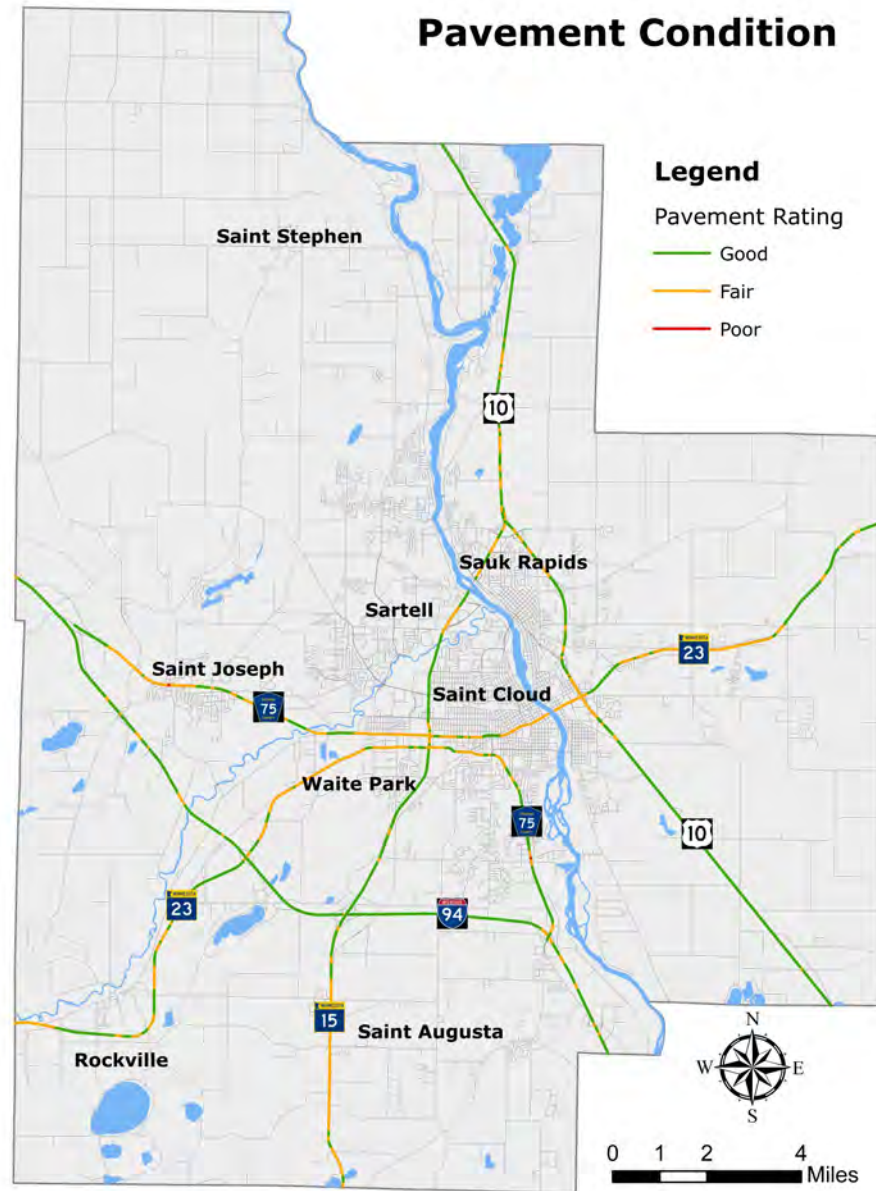 Pavement Condition
Legend
Pavement Rating
Good
Fair
Poor
Saint Stephen
10
Sauk Rapids
Sartell
23
Saint Joseph
75
Saint Cloud
Waite Park
75
10
23
94
15
Saint Augusta
Rockville
N
W E
S
0 1 2 4
Miles